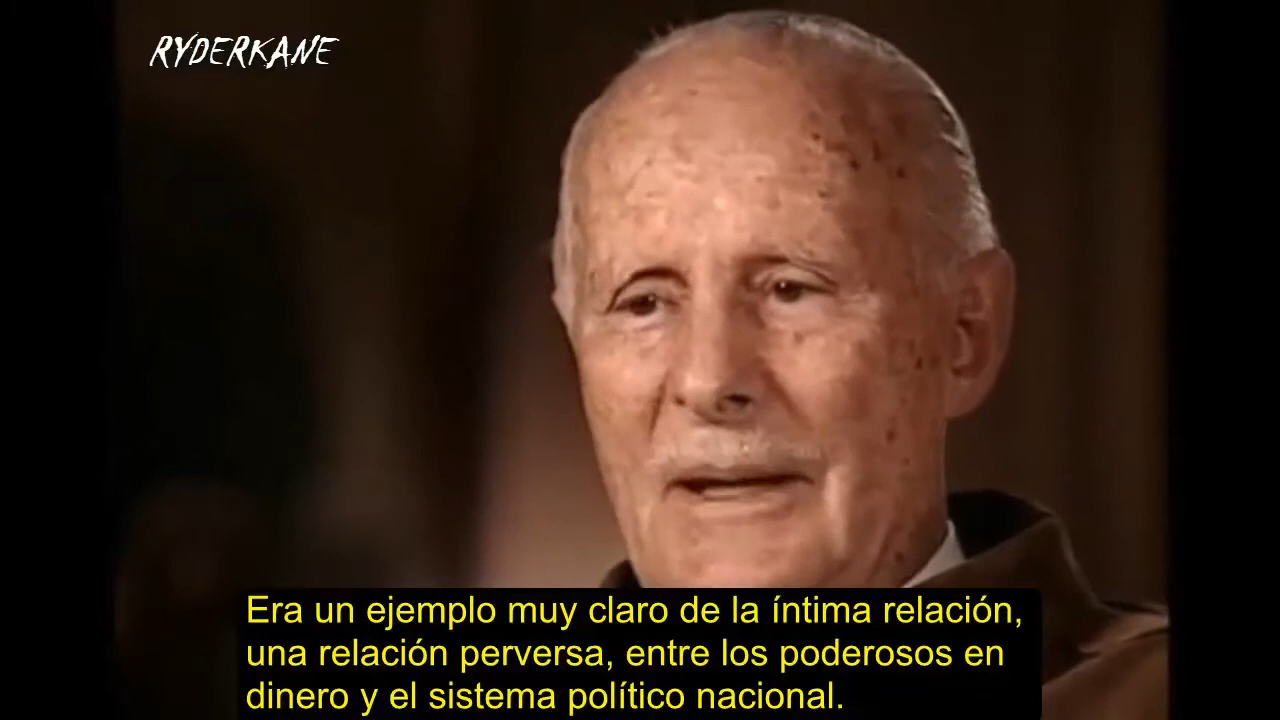 RYDERKANE
Era un ejemplo muy claro de la íntima relación,
una relación perversa, entre los poderosos en
dinero y el sistema político nacional.